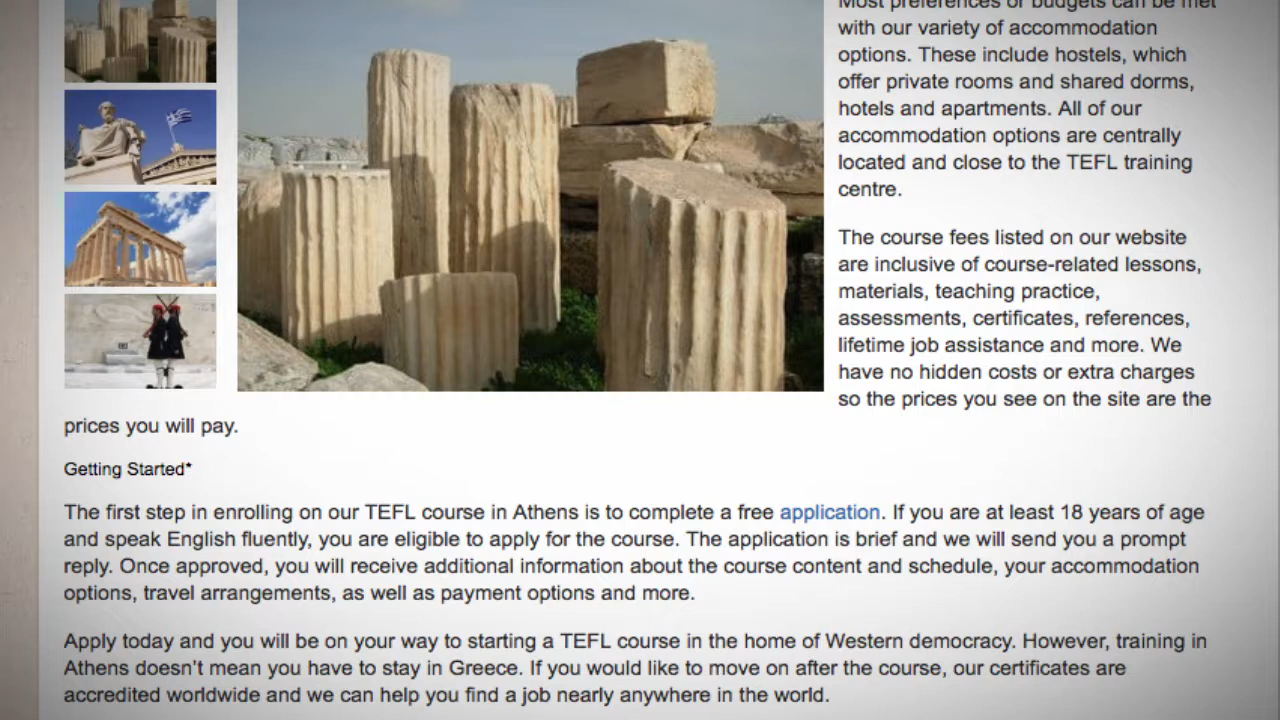 Most preferences or budgets can be met
with our variety of accommodation
options. These include hostels, which
offer private rooms and shared dorms,
hotels and apartments. All of our
accommodation options are centrally
located and close to the TEFL training
centre.
The course fees listed on our website
are inclusive of course-related lessons,
materials, teaching practice,
assessments, certificates, references,
lifetime job assistance and more. We
have no hidden costs or extra charges
so the prices you see on the site are the
prices you will pay.
Getting Started*
The first step in enrolling on our TEFL course in Athens is to complete a free application. If you are at least 18 years of age
and speak English fluently, you are eligible to apply for the course. The application is brief and we will send you a prompt
reply. Once approved, you will receive additional information about the course content and schedule, your accommodation
options, travel arrangements, as well as payment options and more.
Apply today and you will be on your way to starting a TEFL course in the home of Western democracy. However, training in
Athens doesn't mean you have to stay in Greece. If you would like to move on after the course, our certificates are
accredited worldwide and we can help you find a job nearly anywhere in the world.